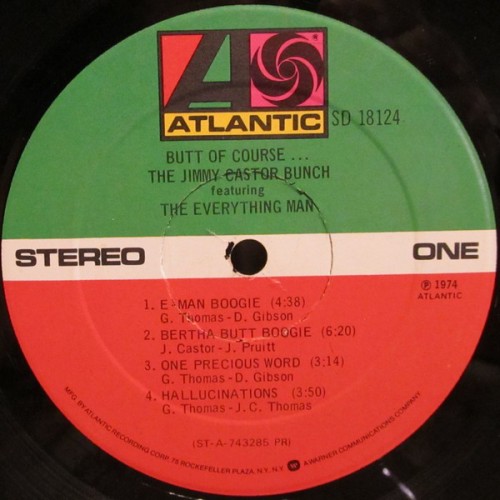 ATLANTIC
SD 18124
BUTT OF COURSE...
THE JIMMY CASTOR BUNCH
featuring
THE EVERYTHING MAN
STEREO
ONE
℗ 1974
ATLANTIC
1. E-MAN BOOGIE (4:38)
G. Thomas-D. Gibson
2. BERTHA BUTT BOOGIE (6:20)
J. Castor-J. Pruitt
3. ONE PRECIOUS WORD (3:14)
G. Thomas-D. Gibson
4. HALLUCINATIONS (3:50)
G. Thomas-J.C. Thomas
(ST-A-743285 PR)
MFG. BY ATLANTIC RECORDING CORP. 75 ROCKEFELLER PLAZA, N.Y. N.Y. A WARNER COMMUNICATIONS COMPANY